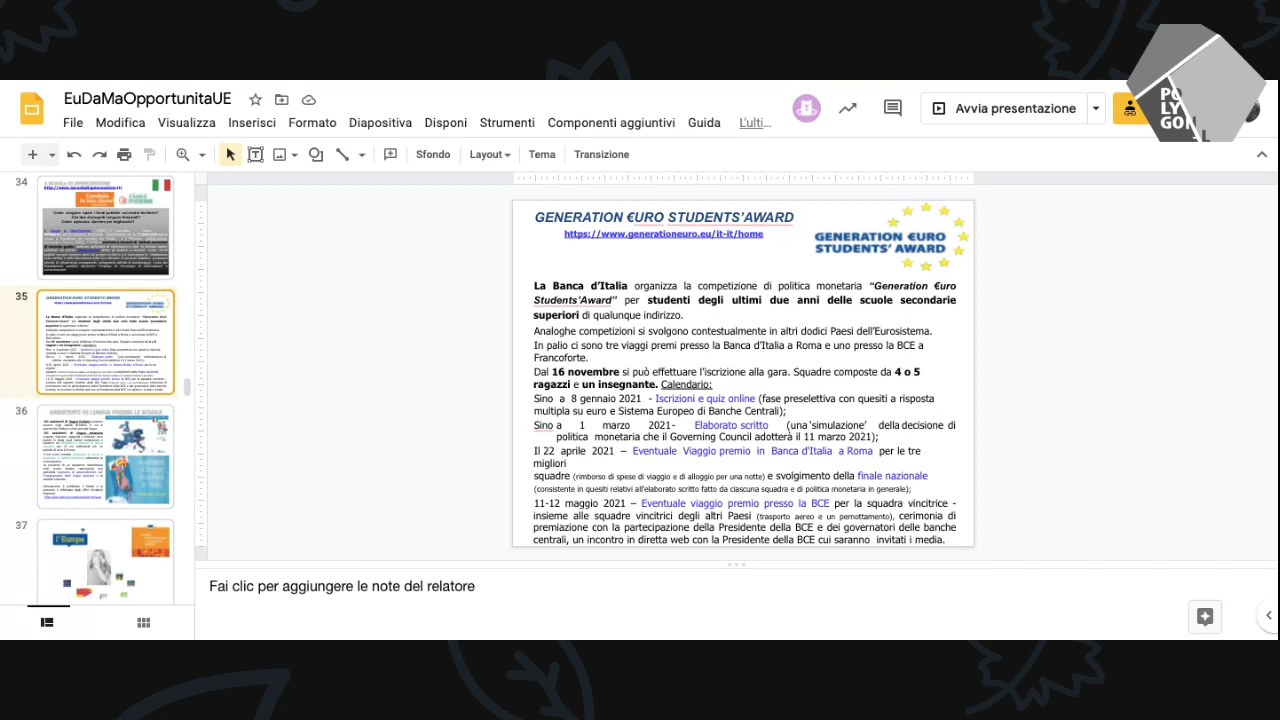 EuDaMaOpportunitaUE
File Modifica Visualizza Inserisci Formato Diapositiva Disponi Strumenti Componenti aggiuntivi Guida L'ulti...
Avvia presentazione
PO
LY
GON
L
Sfondo Layout Tema Transizione
34
35
36
ASSISTENTE DI LINGUA PRESSO LE SCUOLE
37
l'Europa
GENERATION €URO STUDENTS'AWARD
https://www.generationeuro.eu/it-it/home
GENERATION €URO
STUDENTS' AWARD
La Banca d'Italia organizza la competizione di politica monetaria “Generation €uro
Students'Award” per studenti degli ultimi due anni delle scuole secondarie
superiori di qualunque indirizzo.
Analoghe competizioni si svolgono contestualmente in altri dodici Paesi dell'Eurosistema.
In palio ci sono tre viaggi premi presso la Banca d'Italia a Roma e uno presso la BCE a
Francoforte.
Dal 16 novembre si può effettuare l'iscrizione alla gara. Squadre composte da 4 o 5
ragazzi e un insegnante. Calendario:
Sino a 8 gennaio 2021 - Iscrizioni e quiz online (fase preselettiva con quesiti a risposta
multipla su euro e Sistema Europeo di Banche Centrali);
Sino a 1 marzo 2021- Elaborato scritto (una 'simulazione' della decisione di
politica monetaria che il Governing Council adotterà il 11 marzo 2021);
Il 22 aprile 2021 – Eventuale Viaggio premio in Banca d'Italia a Roma per le tre
migliori
squadre (rimborso di spese di viaggio e di alloggio per una notte) e svolgimento della finale nazionale
(consistente in quesiti relativi all'elaborato scritto fatto da ciascuna squadra e di politica monetaria in generale);
11-12 maggio 2021 – Eventuale viaggio premio presso la BCE per la squadra vincitrice -
insieme alle squadre vincitrici degli altri Paesi (trasporto aereo e un pernottamento), cerimonia di
premiazione con la partecipazione della Presidente della BCE e dei governatori delle banche
centrali, un incontro in diretta web con la Presidente della BCE cui saranno invitati i media.
Fai clic per aggiungere le note del relatore